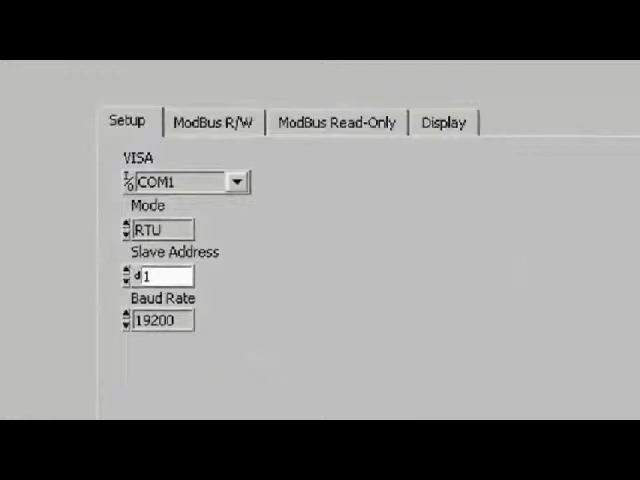 Setup ModBus R/W ModBus Read-Only Display
VISA
I/O COM1
Mode
RTU
Slave Address
d 1
Baud Rate
19200